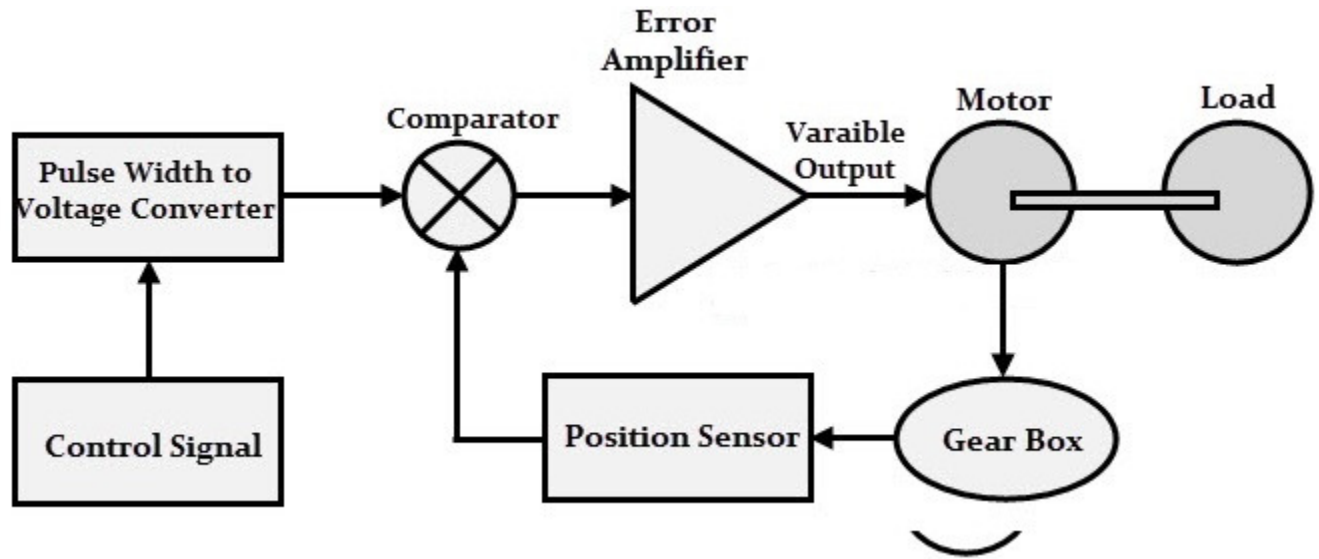 Error
Amplifier
Motor
Load
Comparator
Varaible
Output
Pulse Width to
Voltage Converter
Control Signal
Position Sensor
Gear Box